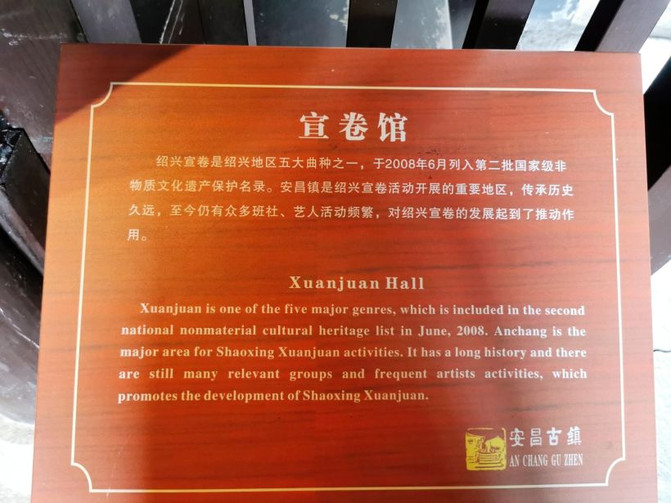 宣卷馆
绍兴宣卷是绍兴地区五大曲种之一，于2008年6月列入第二批国家级非
物质文化遗产保护名录。安昌镇是绍兴宣卷活动开展的重要地区，传承历史
久远，至今仍有众多班社、艺人活动频繁，对绍兴宣卷的发展起到了推动作
用。
Xuanjuan Hall
Xuanjuan is one of the five major genres, which is included in the second
national nonmaterial cultural heritage list in June, 2008. Anchang is the
major area for Shaoxing Xuanjuan activities. It has a long history and there
are still many relevant groups and frequent artists activities, which
promotes the development of Shaoxing Xuanjuan.
安昌古鎮
AN CHANG GU ZHEN